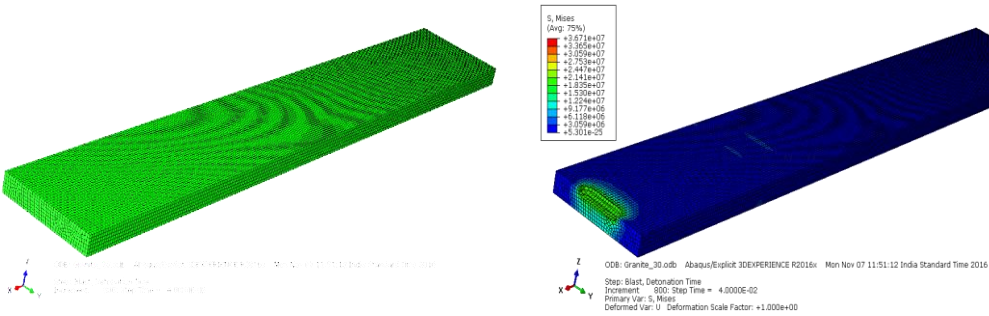 S, Mises
(Avg: 75%)
+3.671e+07
+3.365e+07
+3.059e+07
+2.753e+07
+2.447e+07
+2.141e+07
+1.835e+07
+1.530e+07
+1.224e+07
+9.177e+06
+6.118e+06
+3.059e+06
+5.301e-25
Z
X
Y
X
ODB: Granite_30.odb Abaqus/Explicit 3DEXPERIENCE R2016x Mon Nov 07 11:51:12 India Standard Time 2016
Step: Blast, Detonation Time
Increment 800: Step Time = 4.0000E-02
Primary Var: S, Mises
Deformed Var: U Deformation Scale Factor: +1.000e+00